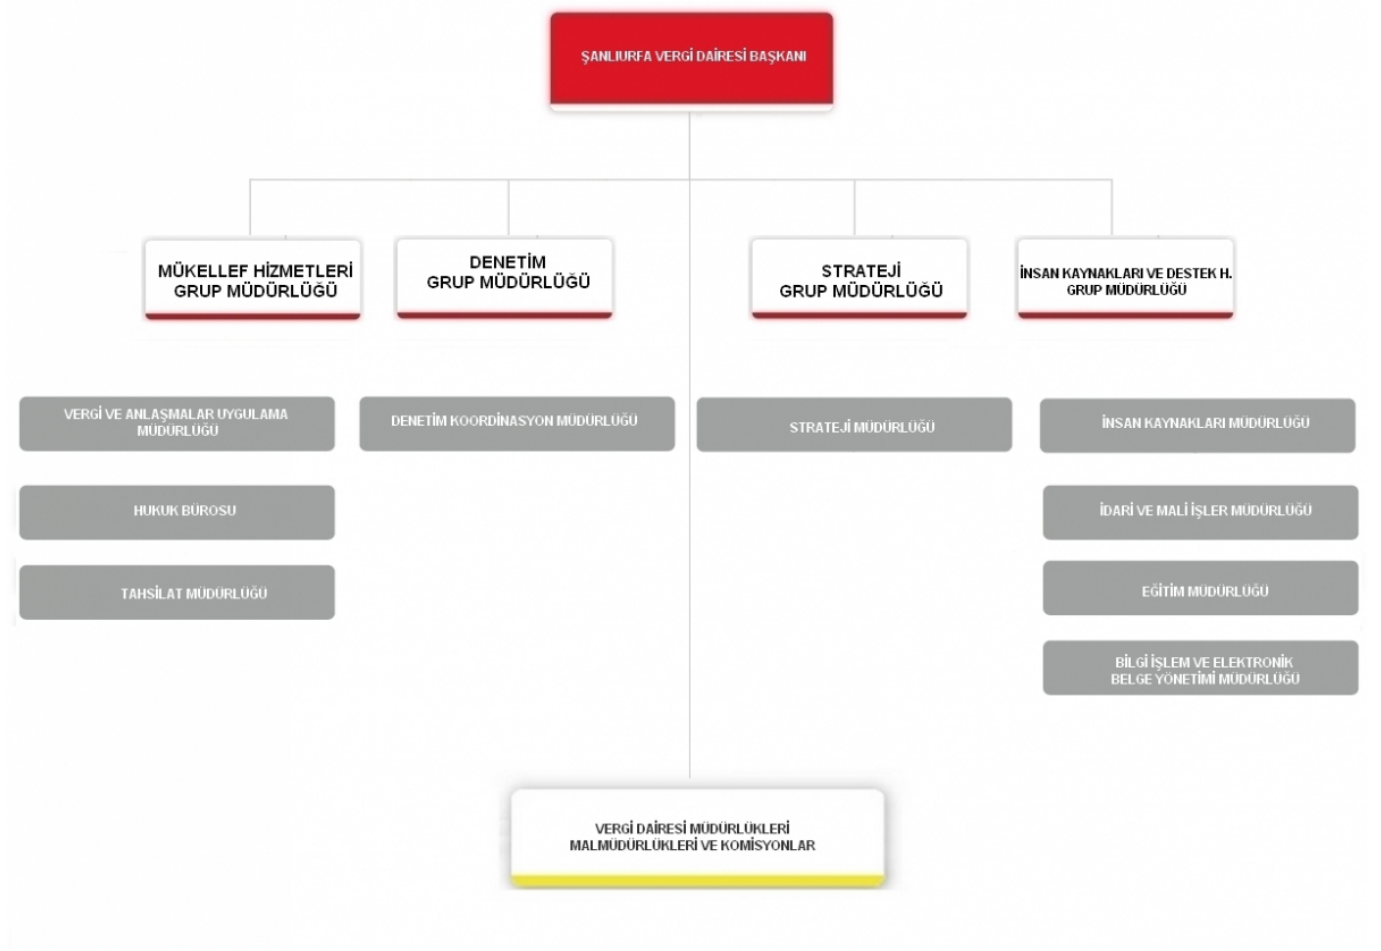 ŞANLIURFA VERGİ DAİRESİ BAŞKANI
MÜKELLEF HİZMETLERİ
GRUP MÜDÜRLÜĞÜ
DENETİM
GRUP MÜDÜRLÜĞÜ
STRATEJİ
GRUP MÜDÜRLÜĞÜ
İNSAN KAYNAKLARI VE DESTEK H.
GRUP MÜDÜRLÜĞÜ
VERGİ VE ANLAŞMALAR UYGULAMA
MÜDÜRLÜĞÜ
DENETİM KOORDİNASYON MÜDÜRLÜĞÜ
STRATEJİ MÜDÜRLÜĞÜ
İNSAN KAYNAKLARI MÜDÜRLÜĞÜ
HUKUK BÜROSU
İDARİ VE MALİ İŞLER MÜDÜRLÜĞÜ
TAHSİLAT MÜDÜRLÜĞÜ
EĞİTİM MÜDÜRLÜĞÜ
BİLGİ İŞLEM VE ELEKTRONİK
BELGE YÖNETİMİ MÜDÜRLÜĞÜ
VERGİ DAİRESİ MÜDÜRLÜKLERİ
MALMÜDÜRLÜKLERİ VE KOMİSYONLAR